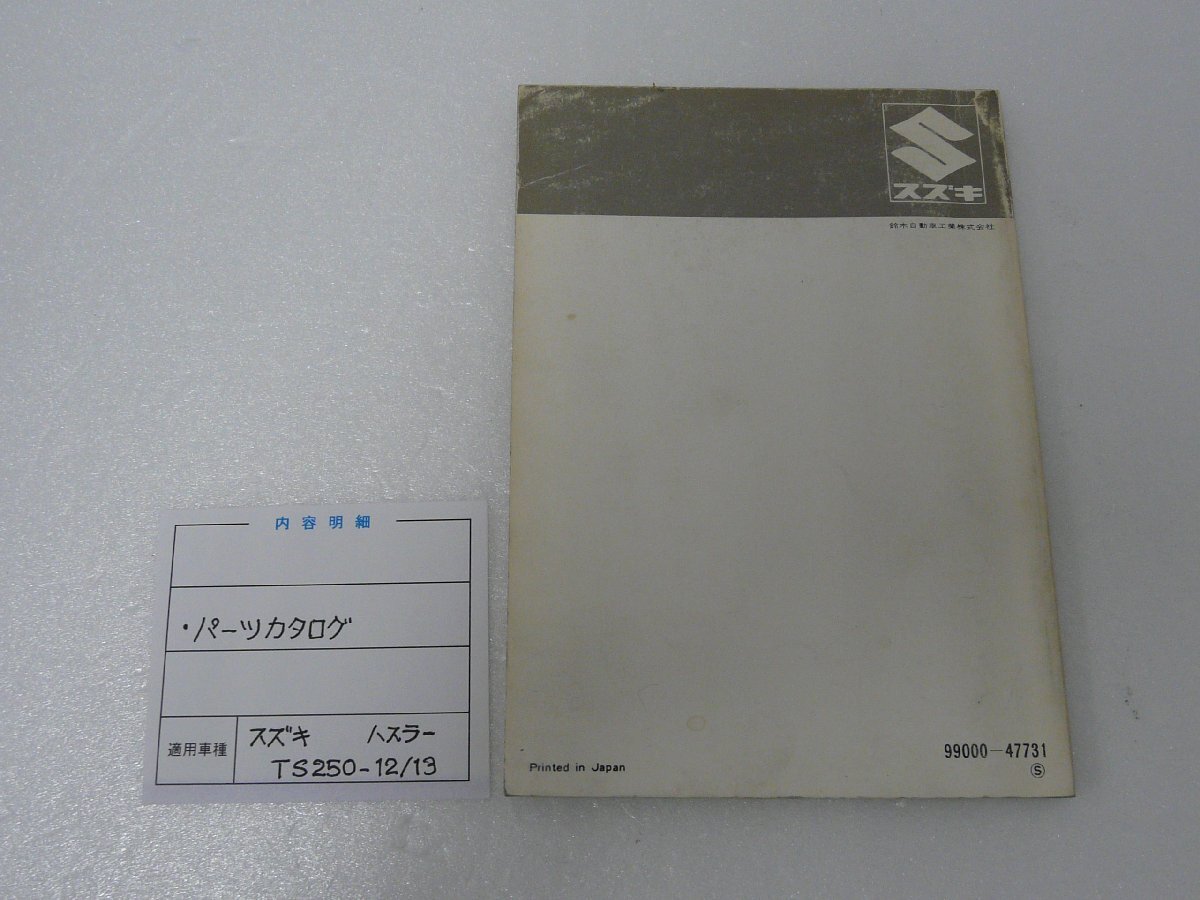 スズキ
鈴木自動車工業株式会社
99000-47731
Ⓢ
Printed in Japan
内容明細
・パーツカタログ
適用車種
スズキ ハスラー
TS250-12/13